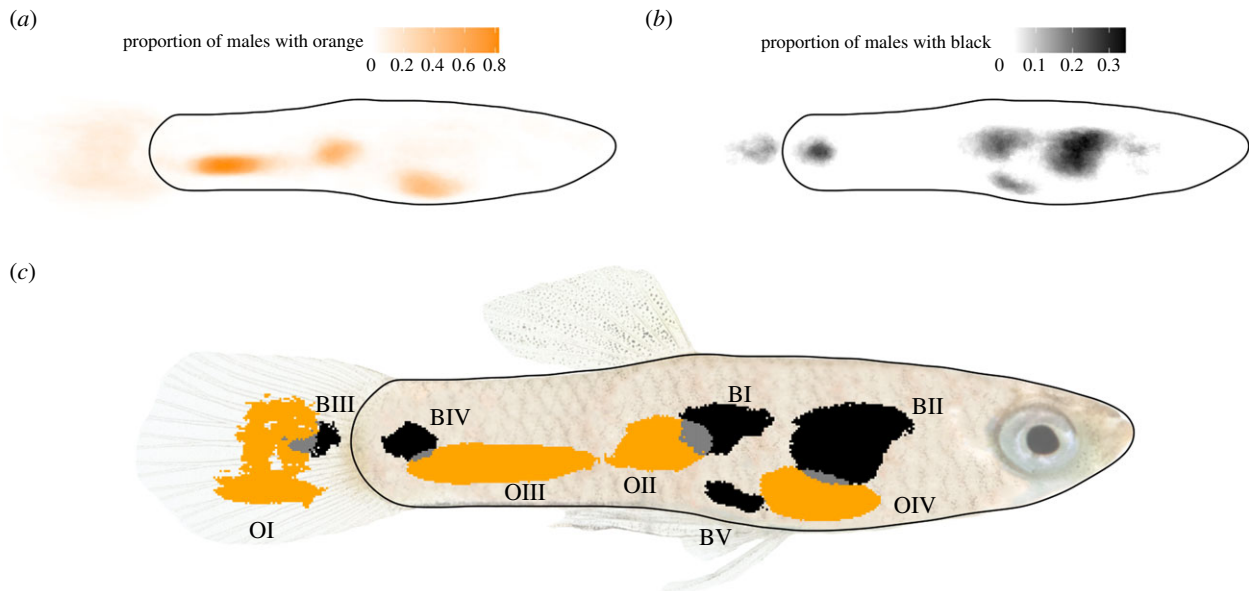 (a)
proportion of males with orange
0 0.2 0.4 0.6 0.8
(b)
proportion of males with black
0 0.1 0.2 0.3
(c)
BIII
BIV
BI
BII
OI
OIII
OII
OIV
BV